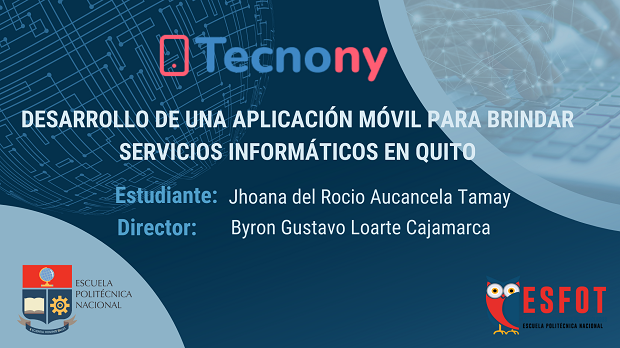 Tecnony
DESARROLLO DE UNA APLICACIÓN MÓVIL PARA BRINDAR
SERVICIOS INFORMÁTICOS EN QUITO
Estudiante: Jhoana del Rocio Aucancela Tamay
Director: Byron Gustavo Loarte Cajamarca
ESCUELA
POLITÉCNICA
NACIONAL
ESFOT
ESCUELA POLITÉCNICA NACIONAL